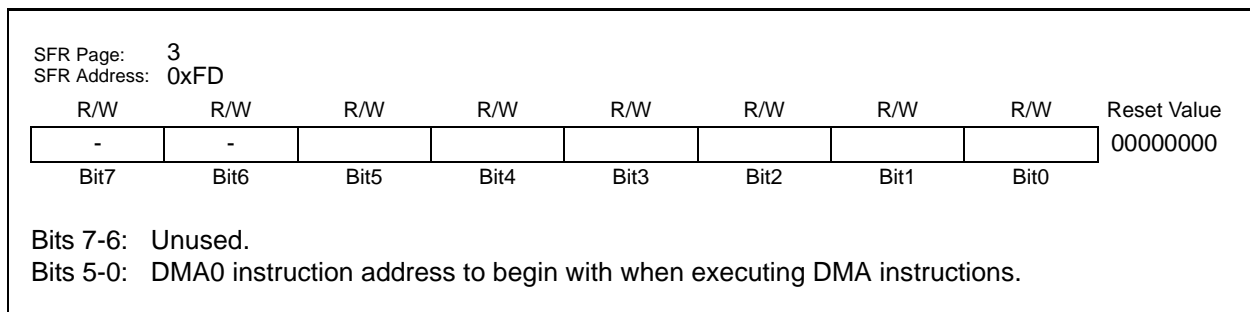 SFR Page: 3
SFR Address: 0xFD
R/W R/W R/W R/W R/W R/W R/W R/W Reset Value
- - 00000000
Bit7 Bit6 Bit5 Bit4 Bit3 Bit2 Bit1 Bit0
Bits 7-6: Unused.
Bits 5-0: DMA0 instruction address to begin with when executing DMA instructions.